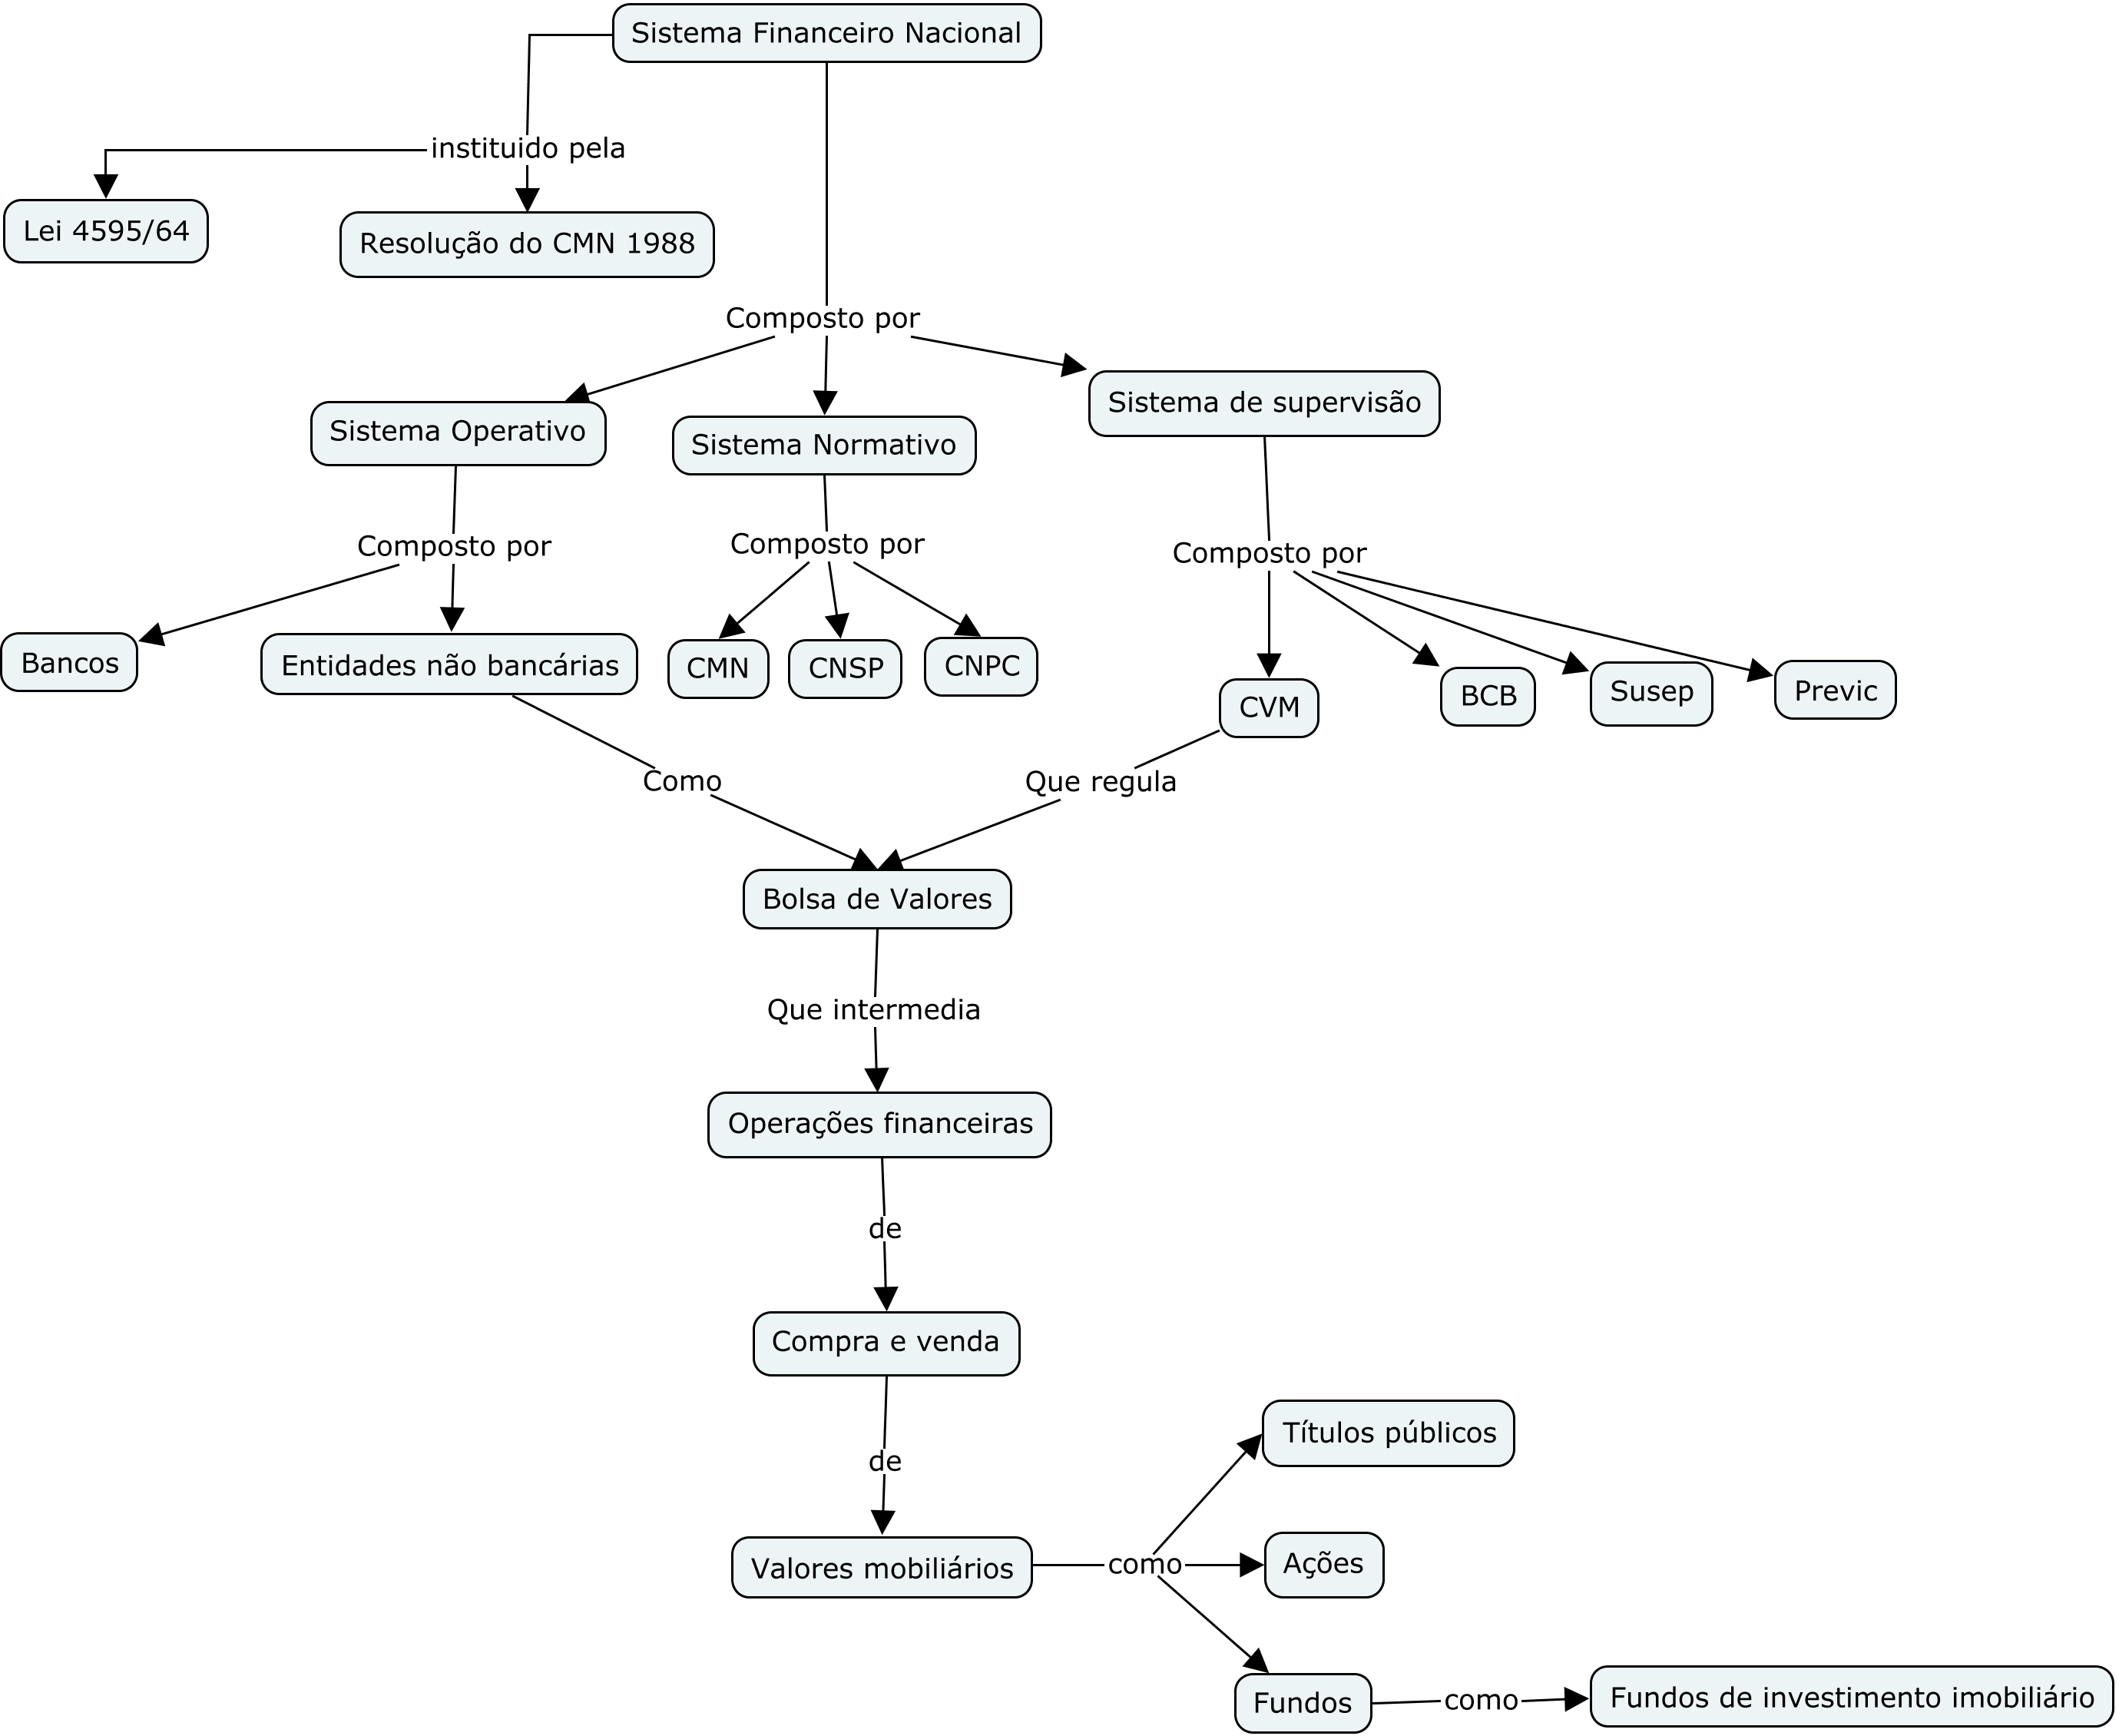 Sistema Financeiro Nacional
instituido pela
Lei 4595/64
Resolução do CMN 1988
Composto por
Sistema Operativo
Sistema Normativo
Sistema de supervisão
Composto por
Composto por
Composto por
Bancos
Entidades não bancárias
CMN
CNSP
CNPC
CVM
BCB
Susep
Previc
Como
Que regula
Bolsa de Valores
Que intermedia
Operações financeiras
de
Compra e venda
de
Valores mobiliários
como
Títulos públicos
Ações
Fundos
como
Fundos de investimento imobiliário